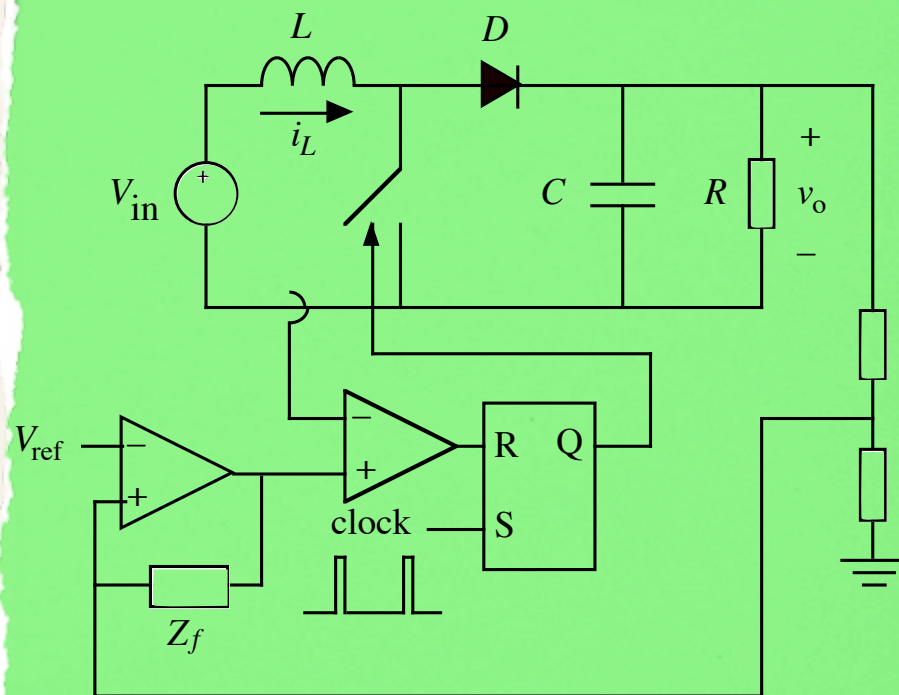 L
D
i_L
+
V_in
C
R
+
v_o
−
−
+
V_ref
−
+
R
Q
clock
S
Z_f